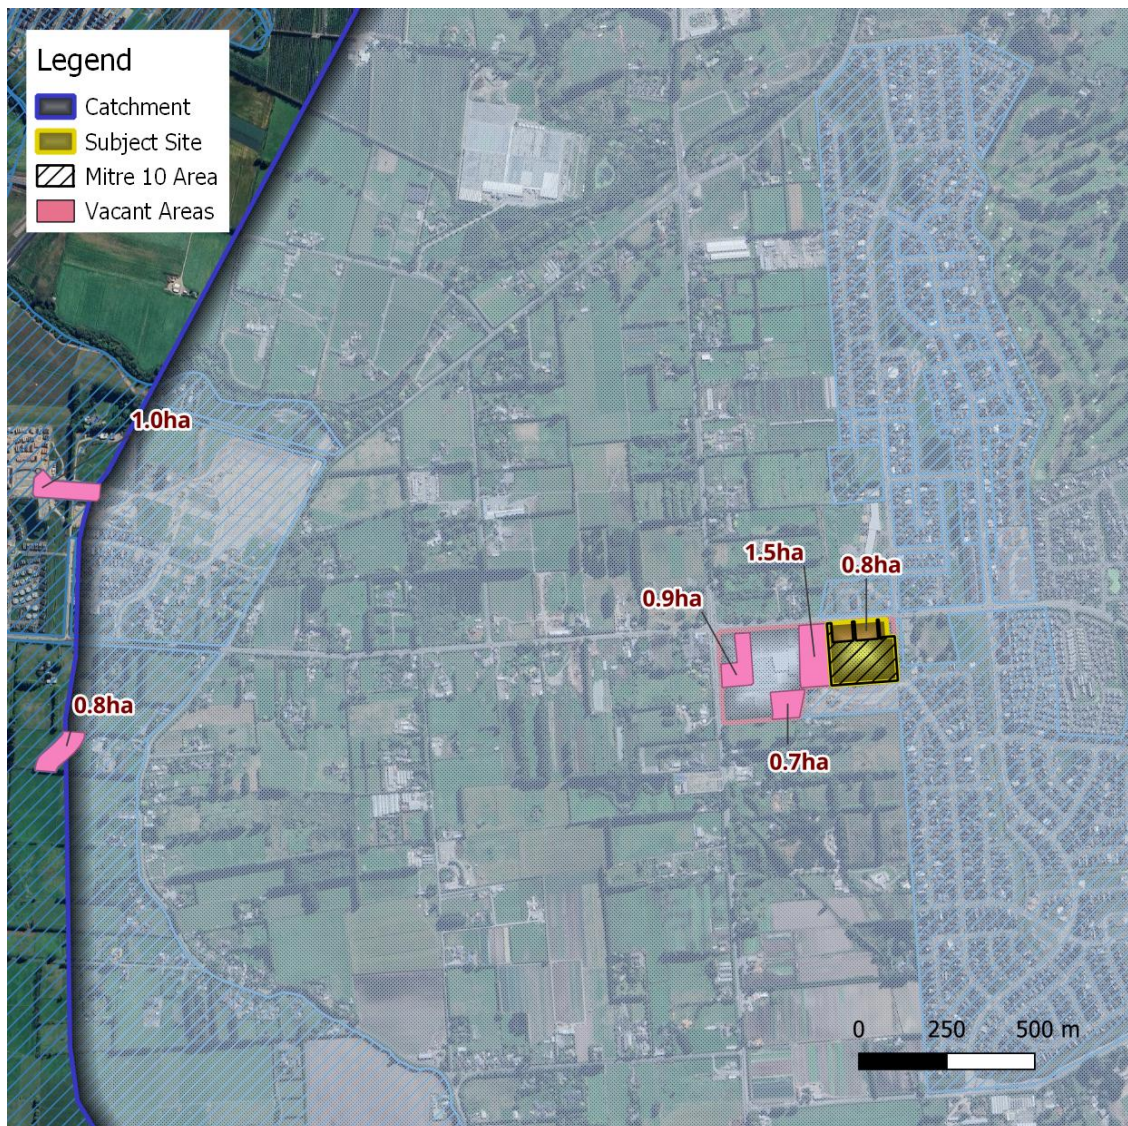 Legend
Catchment
Subject Site
Mitre 10 Area
Vacant Areas
1.0ha
1.5ha
0.8ha
0.9ha
0.8ha
0.7ha
0 250 500 m